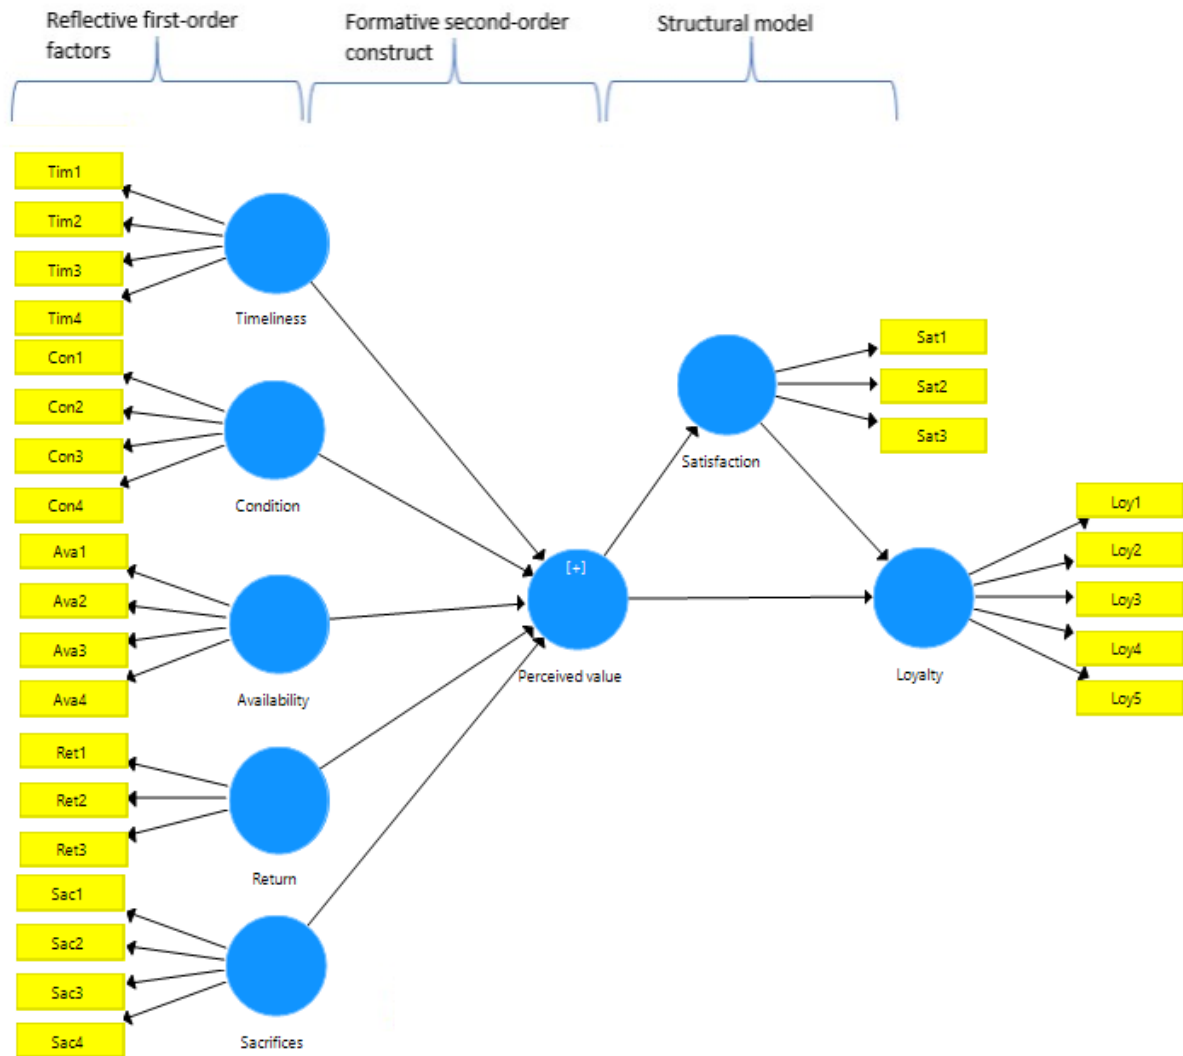 Reflective first-order
factors
Formative second-order
construct
Structural model
Tim1
Tim2
Tim3
Tim4
Timeliness
Con1
Con2
Con3
Con4
Condition
Ava1
Ava2
Ava3
Ava4
Availability
Ret1
Ret2
Ret3
Return
Sac1
Sac2
Sac3
Sac4
Sacrifices
[+]
Perceived value
Satisfaction
Sat1
Sat2
Sat3
Loyalty
Loy1
Loy2
Loy3
Loy4
Loy5